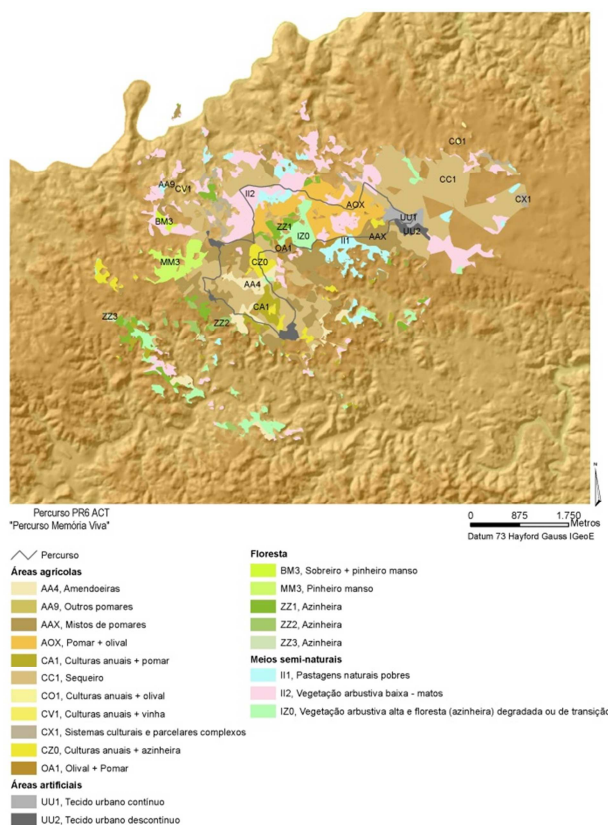 CO1
AA9
CV1
CC1
II2
CX1
AOX
BM3
UU1
ZZ1
IZ0
UU2
AAX
II1
OA1
MM3
CZ0
AA4
CA1
ZZ3
ZZ2
N
Percurso PR6 ACT
"Percurso Memória Viva"
0 875 1.750
Metros
Datum 73 Hayford Gauss IGeoE
Percurso
Áreas agrícolas
AA4, Amendoeiras
AA9, Outros pomares
AAX, Mistos de pomares
AOX, Pomar + olival
CA1, Culturas anuais + pomar
CC1, Sequeiro
CO1, Culturas anuais + olival
CV1, Culturas anuais + vinha
CX1, Sistemas culturais e parcelares complexos
CZ0, Culturas anuais + azinheira
OA1, Olival + Pomar
Áreas artificiais
UU1, Tecido urbano contínuo
UU2, Tecido urbano descontínuo
Floresta
BM3, Sobreiro + pinheiro manso
MM3, Pinheiro manso
ZZ1, Azinheira
ZZ2, Azinheira
ZZ3, Azinheira
Meios semi-naturais
II1, Pastagens naturais pobres
II2, Vegetação arbustiva baixa - matos
IZ0, Vegetação arbustiva alta e floresta (azinheira) degradada ou de transição